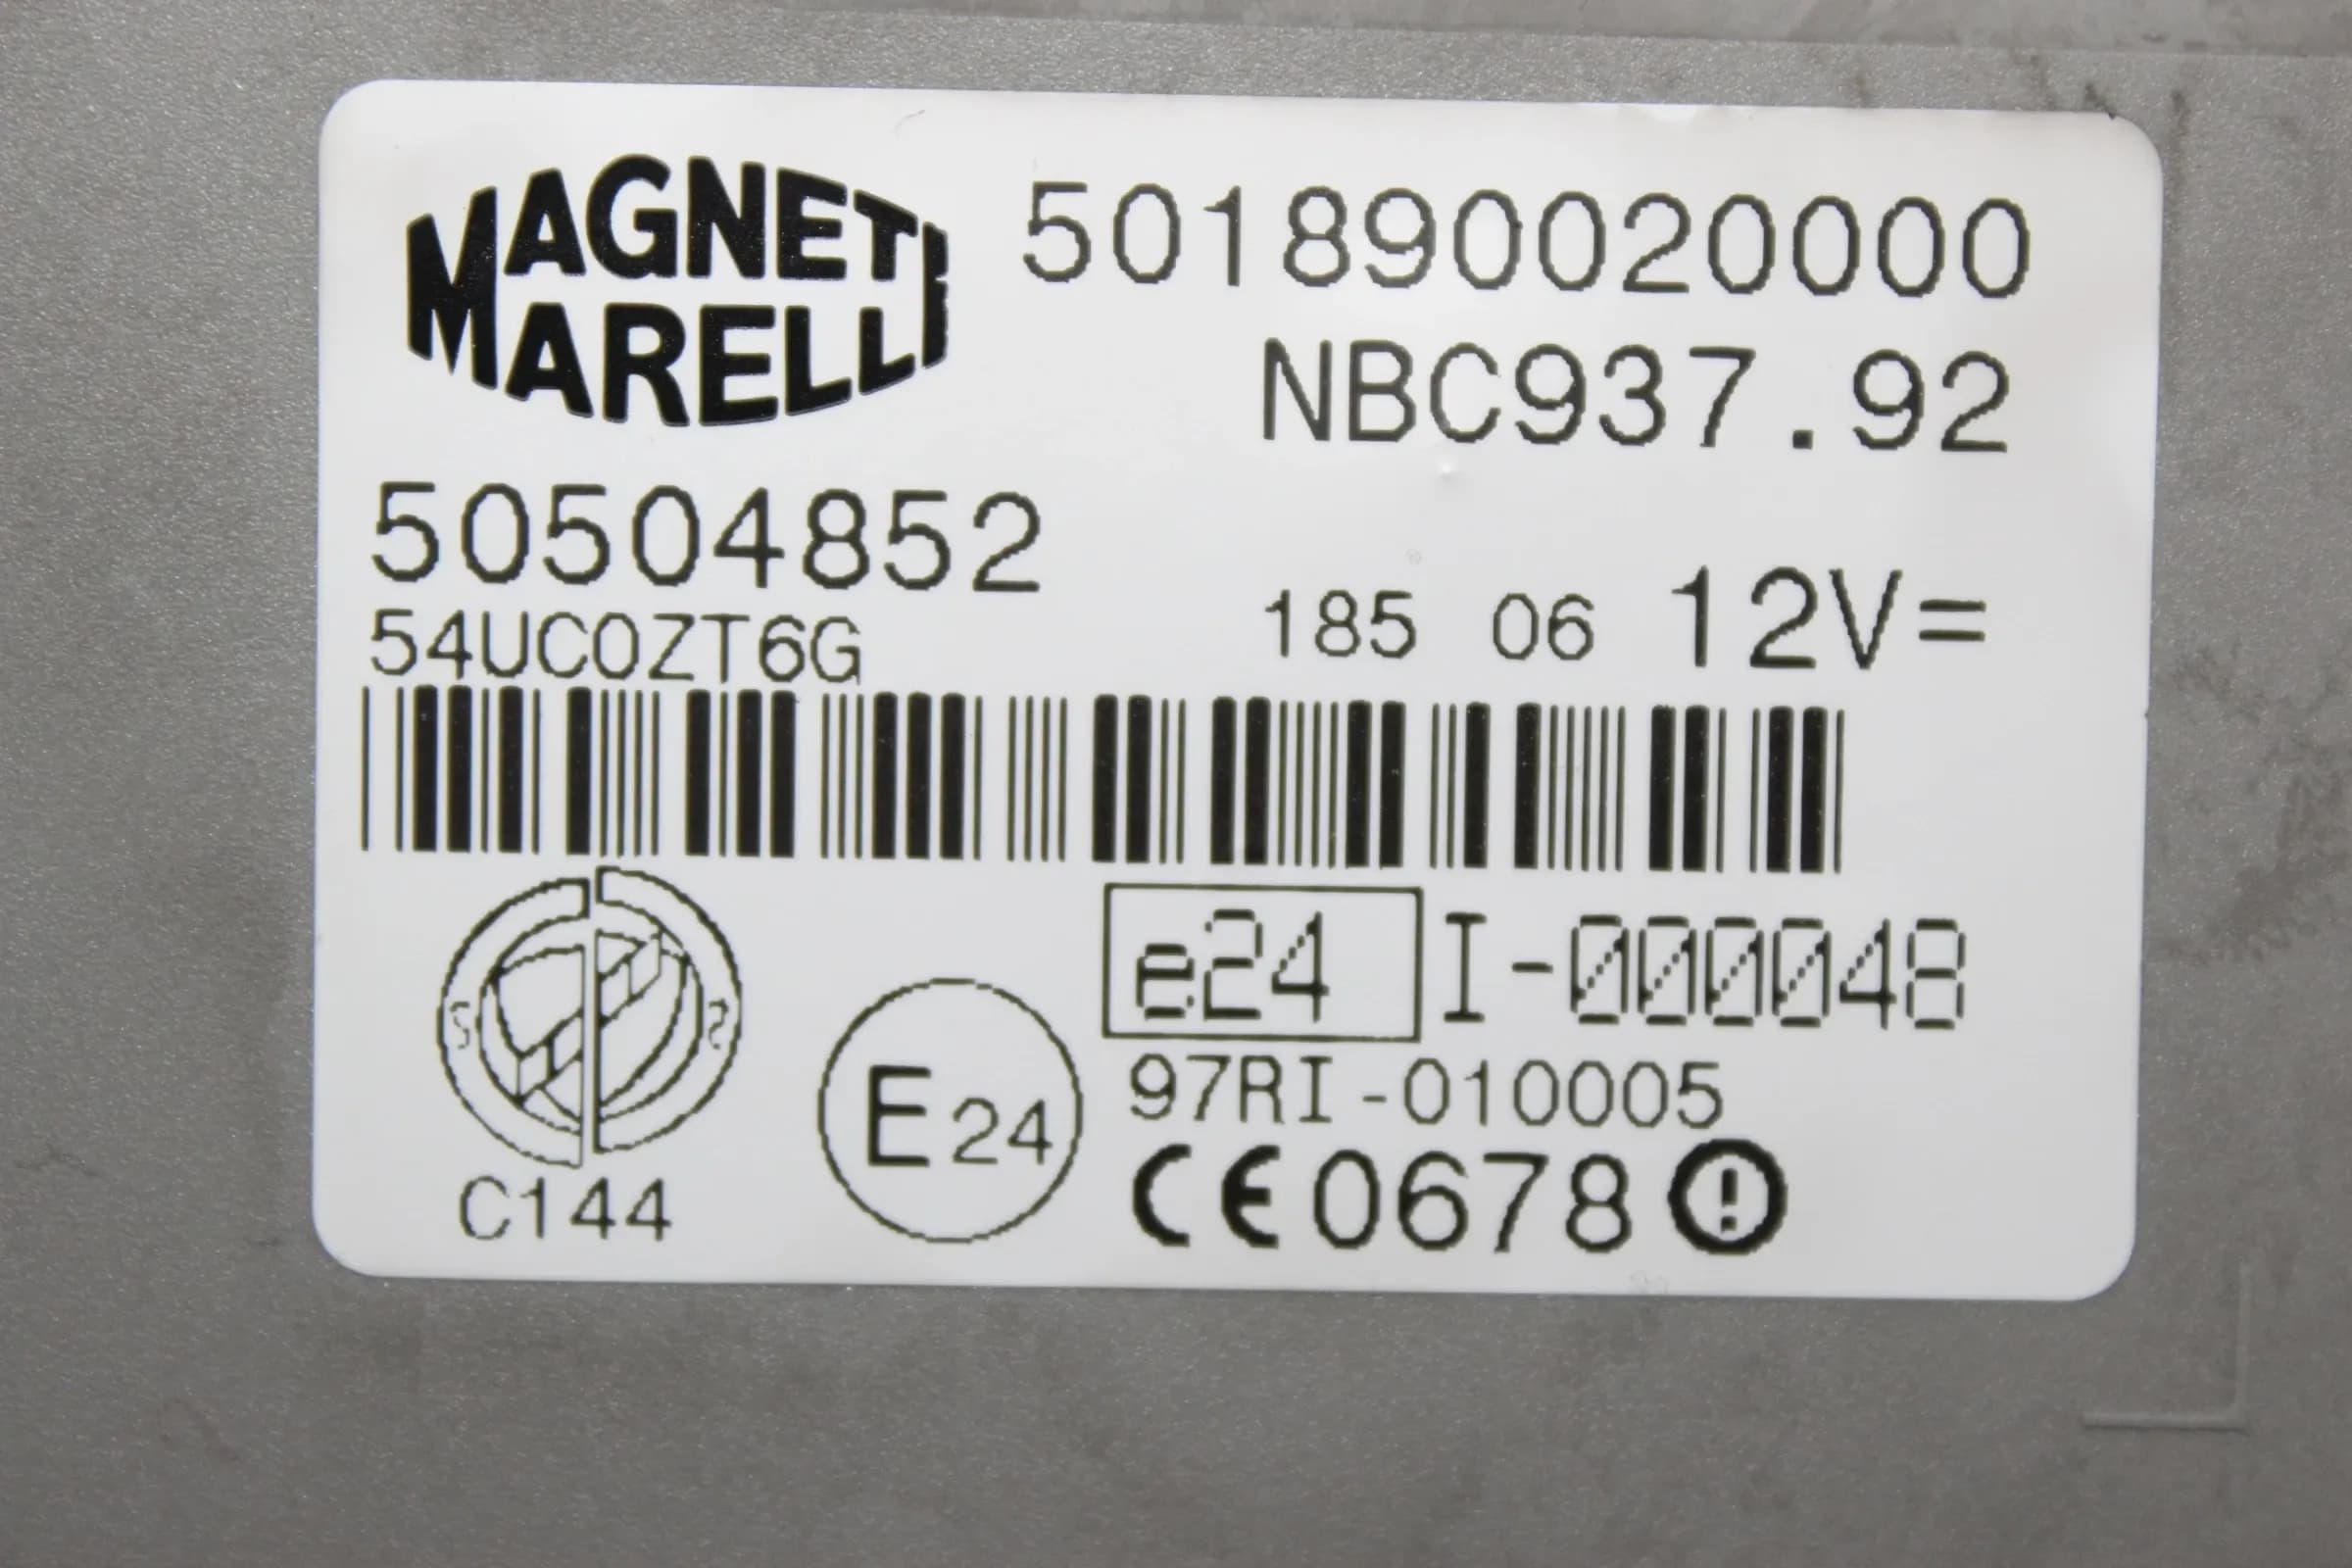 MAGNETI
MARELLI
501890020000
NBC937.92
50504852
54UC0ZT6G
185 06 12V=
e24 I-000048
E24
97RI-010005
CE0678
C144